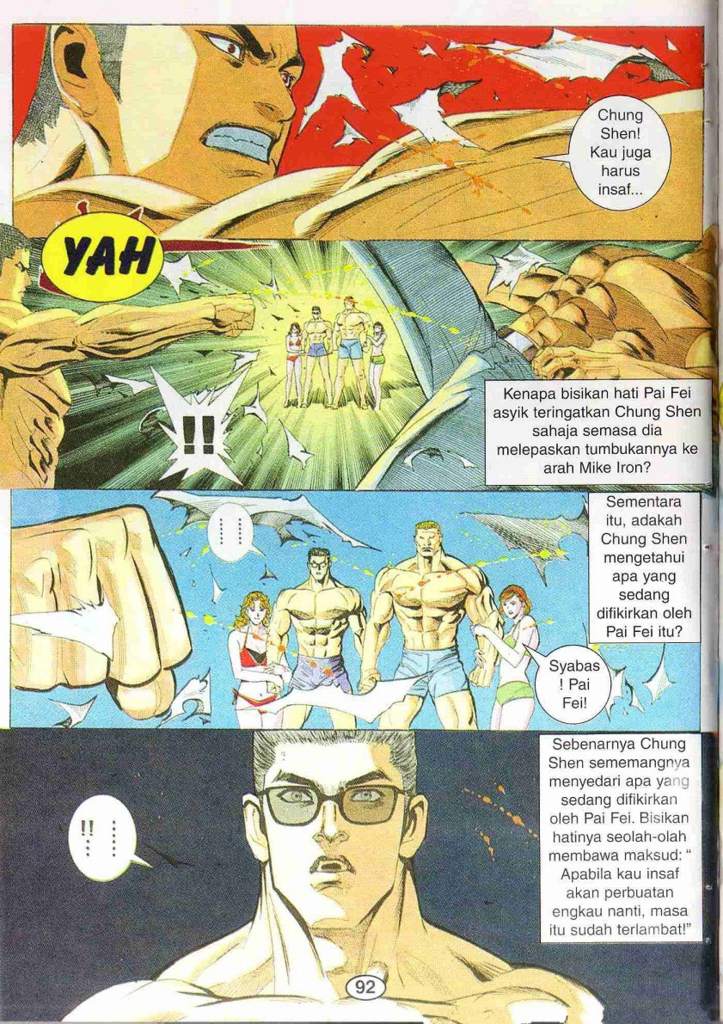 Chung
Shen!
Kau juga
harus
insaf...
YAH
!!
Kenapa bisikan hati Pai Fei
asyik teringatkan Chung Shen
sahaja semasa dia
melepaskan tumbukannya ke
arah Mike Iron?
Sementara
itu, adakah
Chung Shen
mengetahui
apa yang
sedang
difikirkan oleh
Pai Fei itu?
Syabas
! Pai
Fei!
Sebenarnya Chung
Shen sememangnya
menyedari apa yang
sedang difikirkan
oleh Pai Fei. Bisikan
hatinya seolah-olah
membawa maksud: “
Apabila kau insaf
akan perbuatan
engkau nanti, masa
itu sudah terlambat!”
!! ......
92